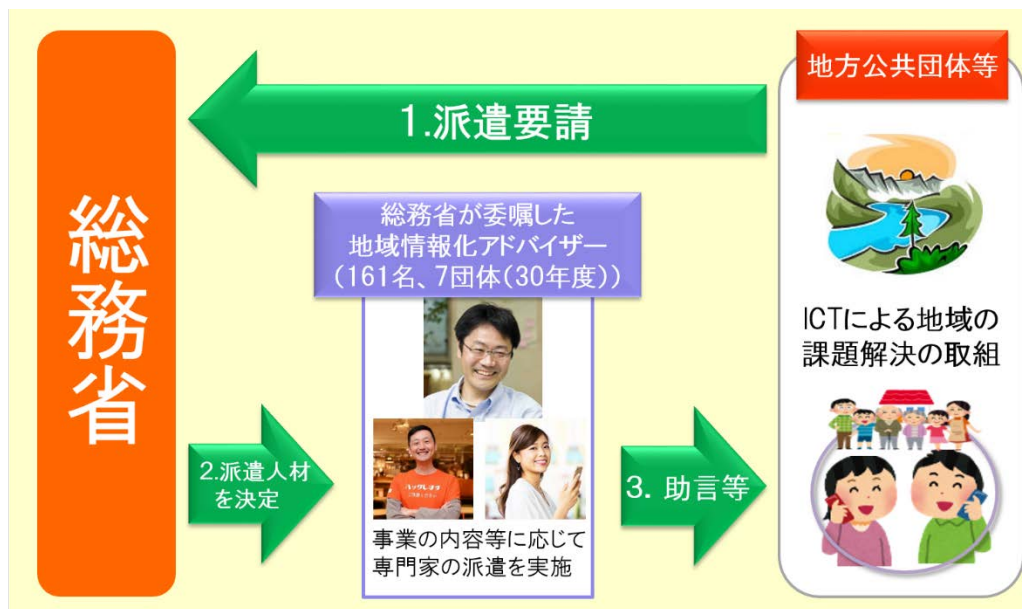 総務省
1.派遣要請
地方公共団体等
総務省が委嘱した
地域情報化アドバイザー
（161名、7団体（30年度））
ICTによる地域の
課題解決の取組
2.派遣人材
を決定
3. 助言等
事業の内容等に応じて
専門家の派遣を実施